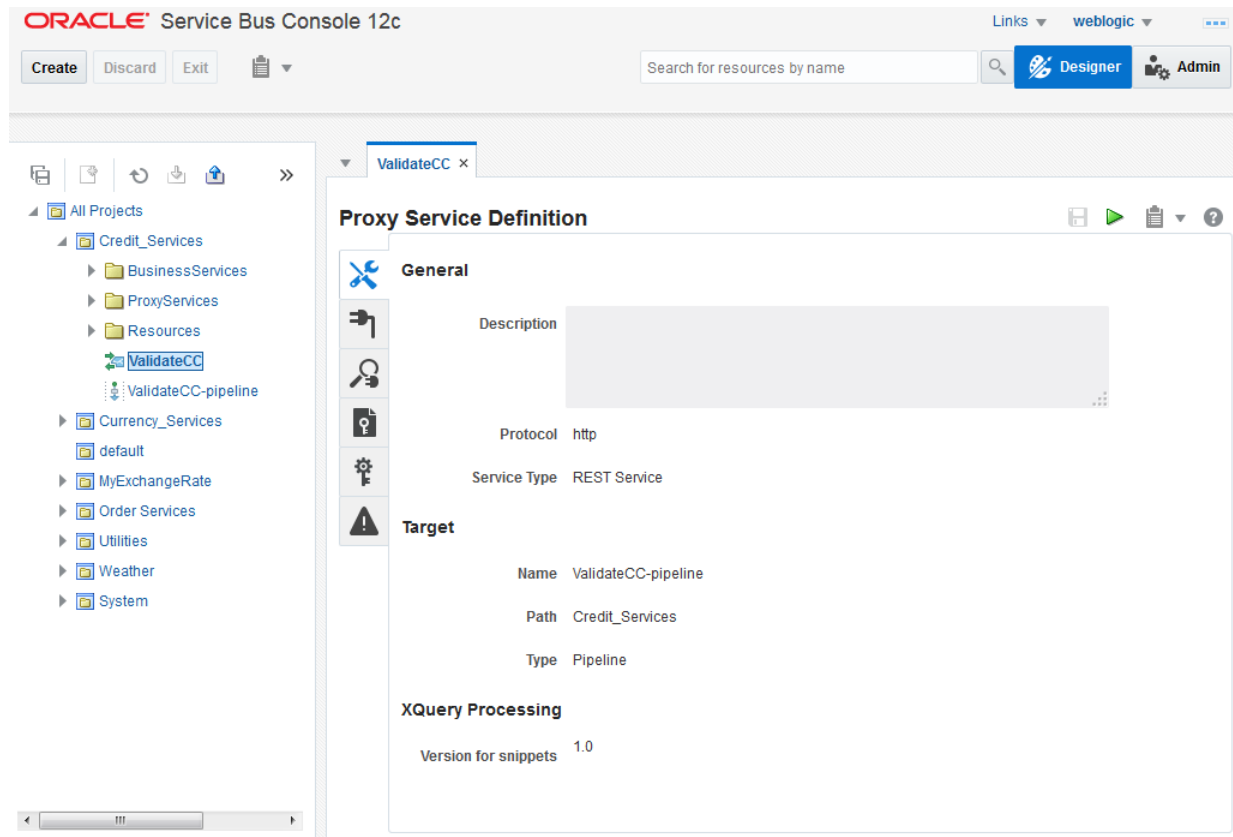 ORACLE Service Bus Console 12c
Links weblogic
Create Discard Exit
Search for resources by name
Designer
Admin
ValidateCC ×
All Projects
Credit_Services
BusinessServices
ProxyServices
Resources
ValidateCC
ValidateCC-pipeline
Currency_Services
default
MyExchangeRate
Order Services
Utilities
Weather
System
Proxy Service Definition
General
Description
Protocol http
Service Type REST Service
Target
Name ValidateCC-pipeline
Path Credit_Services
Type Pipeline
XQuery Processing
Version for snippets 1.0